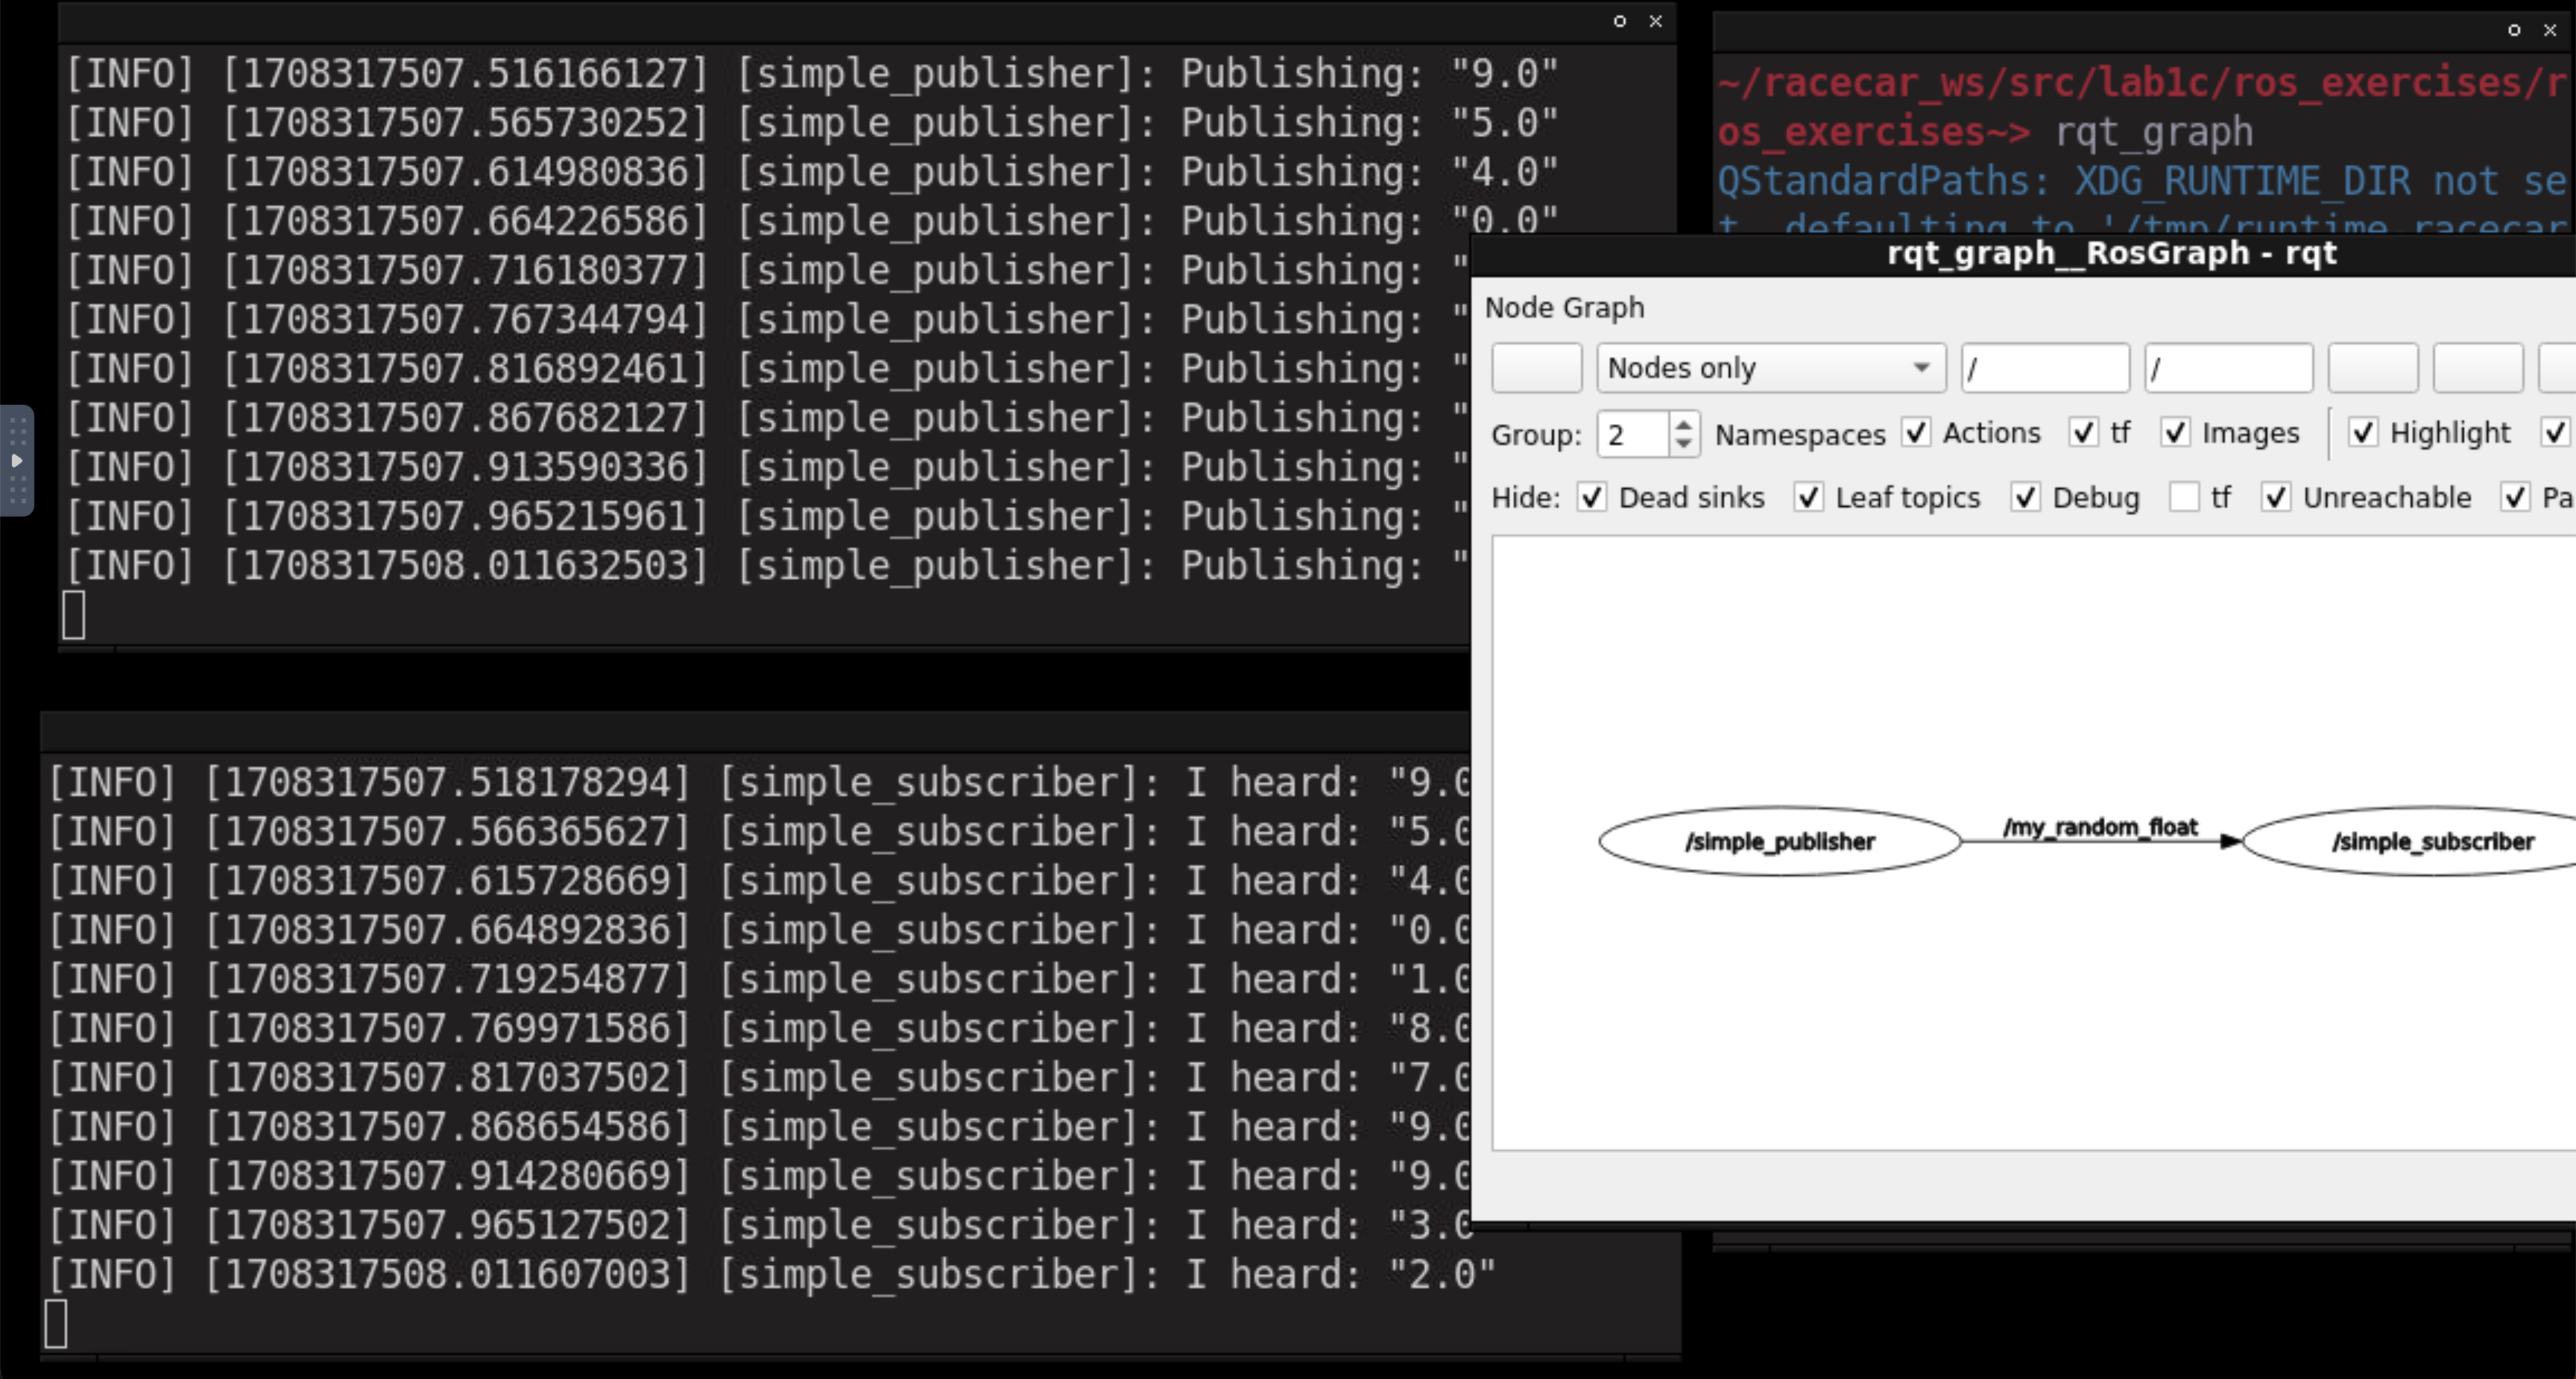 [INFO] [1708317507.516166127] [simple_publisher]: Publishing: "9.0"
[INFO] [1708317507.565730252] [simple_publisher]: Publishing: "5.0"
[INFO] [1708317507.614980836] [simple_publisher]: Publishing: "4.0"
[INFO] [1708317507.664226586] [simple_publisher]: Publishing: "0.0"
[INFO] [1708317507.716180377] [simple_publisher]: Publishing: "
[INFO] [1708317507.767344794] [simple_publisher]: Publishing: "
[INFO] [1708317507.816892461] [simple_publisher]: Publishing: "
[INFO] [1708317507.867682127] [simple_publisher]: Publishing: "
[INFO] [1708317507.913590336] [simple_publisher]: Publishing: "
[INFO] [1708317507.965215961] [simple_publisher]: Publishing: "
[INFO] [1708317508.011632503] [simple_publisher]: Publishing: "
~/racecar_ws/src/lab1c/ros_exercises/r
os_exercises~> rqt_graph
QStandardPaths: XDG_RUNTIME_DIR not se
t, defaulting to '/tmp/runtime-racecar
rqt_graph__RosGraph - rqt
Node Graph
Nodes only / /
Group: 2 Namespaces Actions tf Images Highlight
Hide: Dead sinks Leaf topics Debug tf Unreachable Pa
/simple_publisher /my_random_float /simple_subscriber
[INFO] [1708317507.518178294] [simple_subscriber]: I heard: "9.0
[INFO] [1708317507.566365627] [simple_subscriber]: I heard: "5.0
[INFO] [1708317507.615728669] [simple_subscriber]: I heard: "4.0
[INFO] [1708317507.664892836] [simple_subscriber]: I heard: "0.0
[INFO] [1708317507.719254877] [simple_subscriber]: I heard: "1.0
[INFO] [1708317507.769971586] [simple_subscriber]: I heard: "8.0
[INFO] [1708317507.817037502] [simple_subscriber]: I heard: "7.0
[INFO] [1708317507.868654586] [simple_subscriber]: I heard: "9.0
[INFO] [1708317507.914280669] [simple_subscriber]: I heard: "9.0
[INFO] [1708317507.965127502] [simple_subscriber]: I heard: "3.0
[INFO] [1708317508.011607003] [simple_subscriber]: I heard: "2.0"